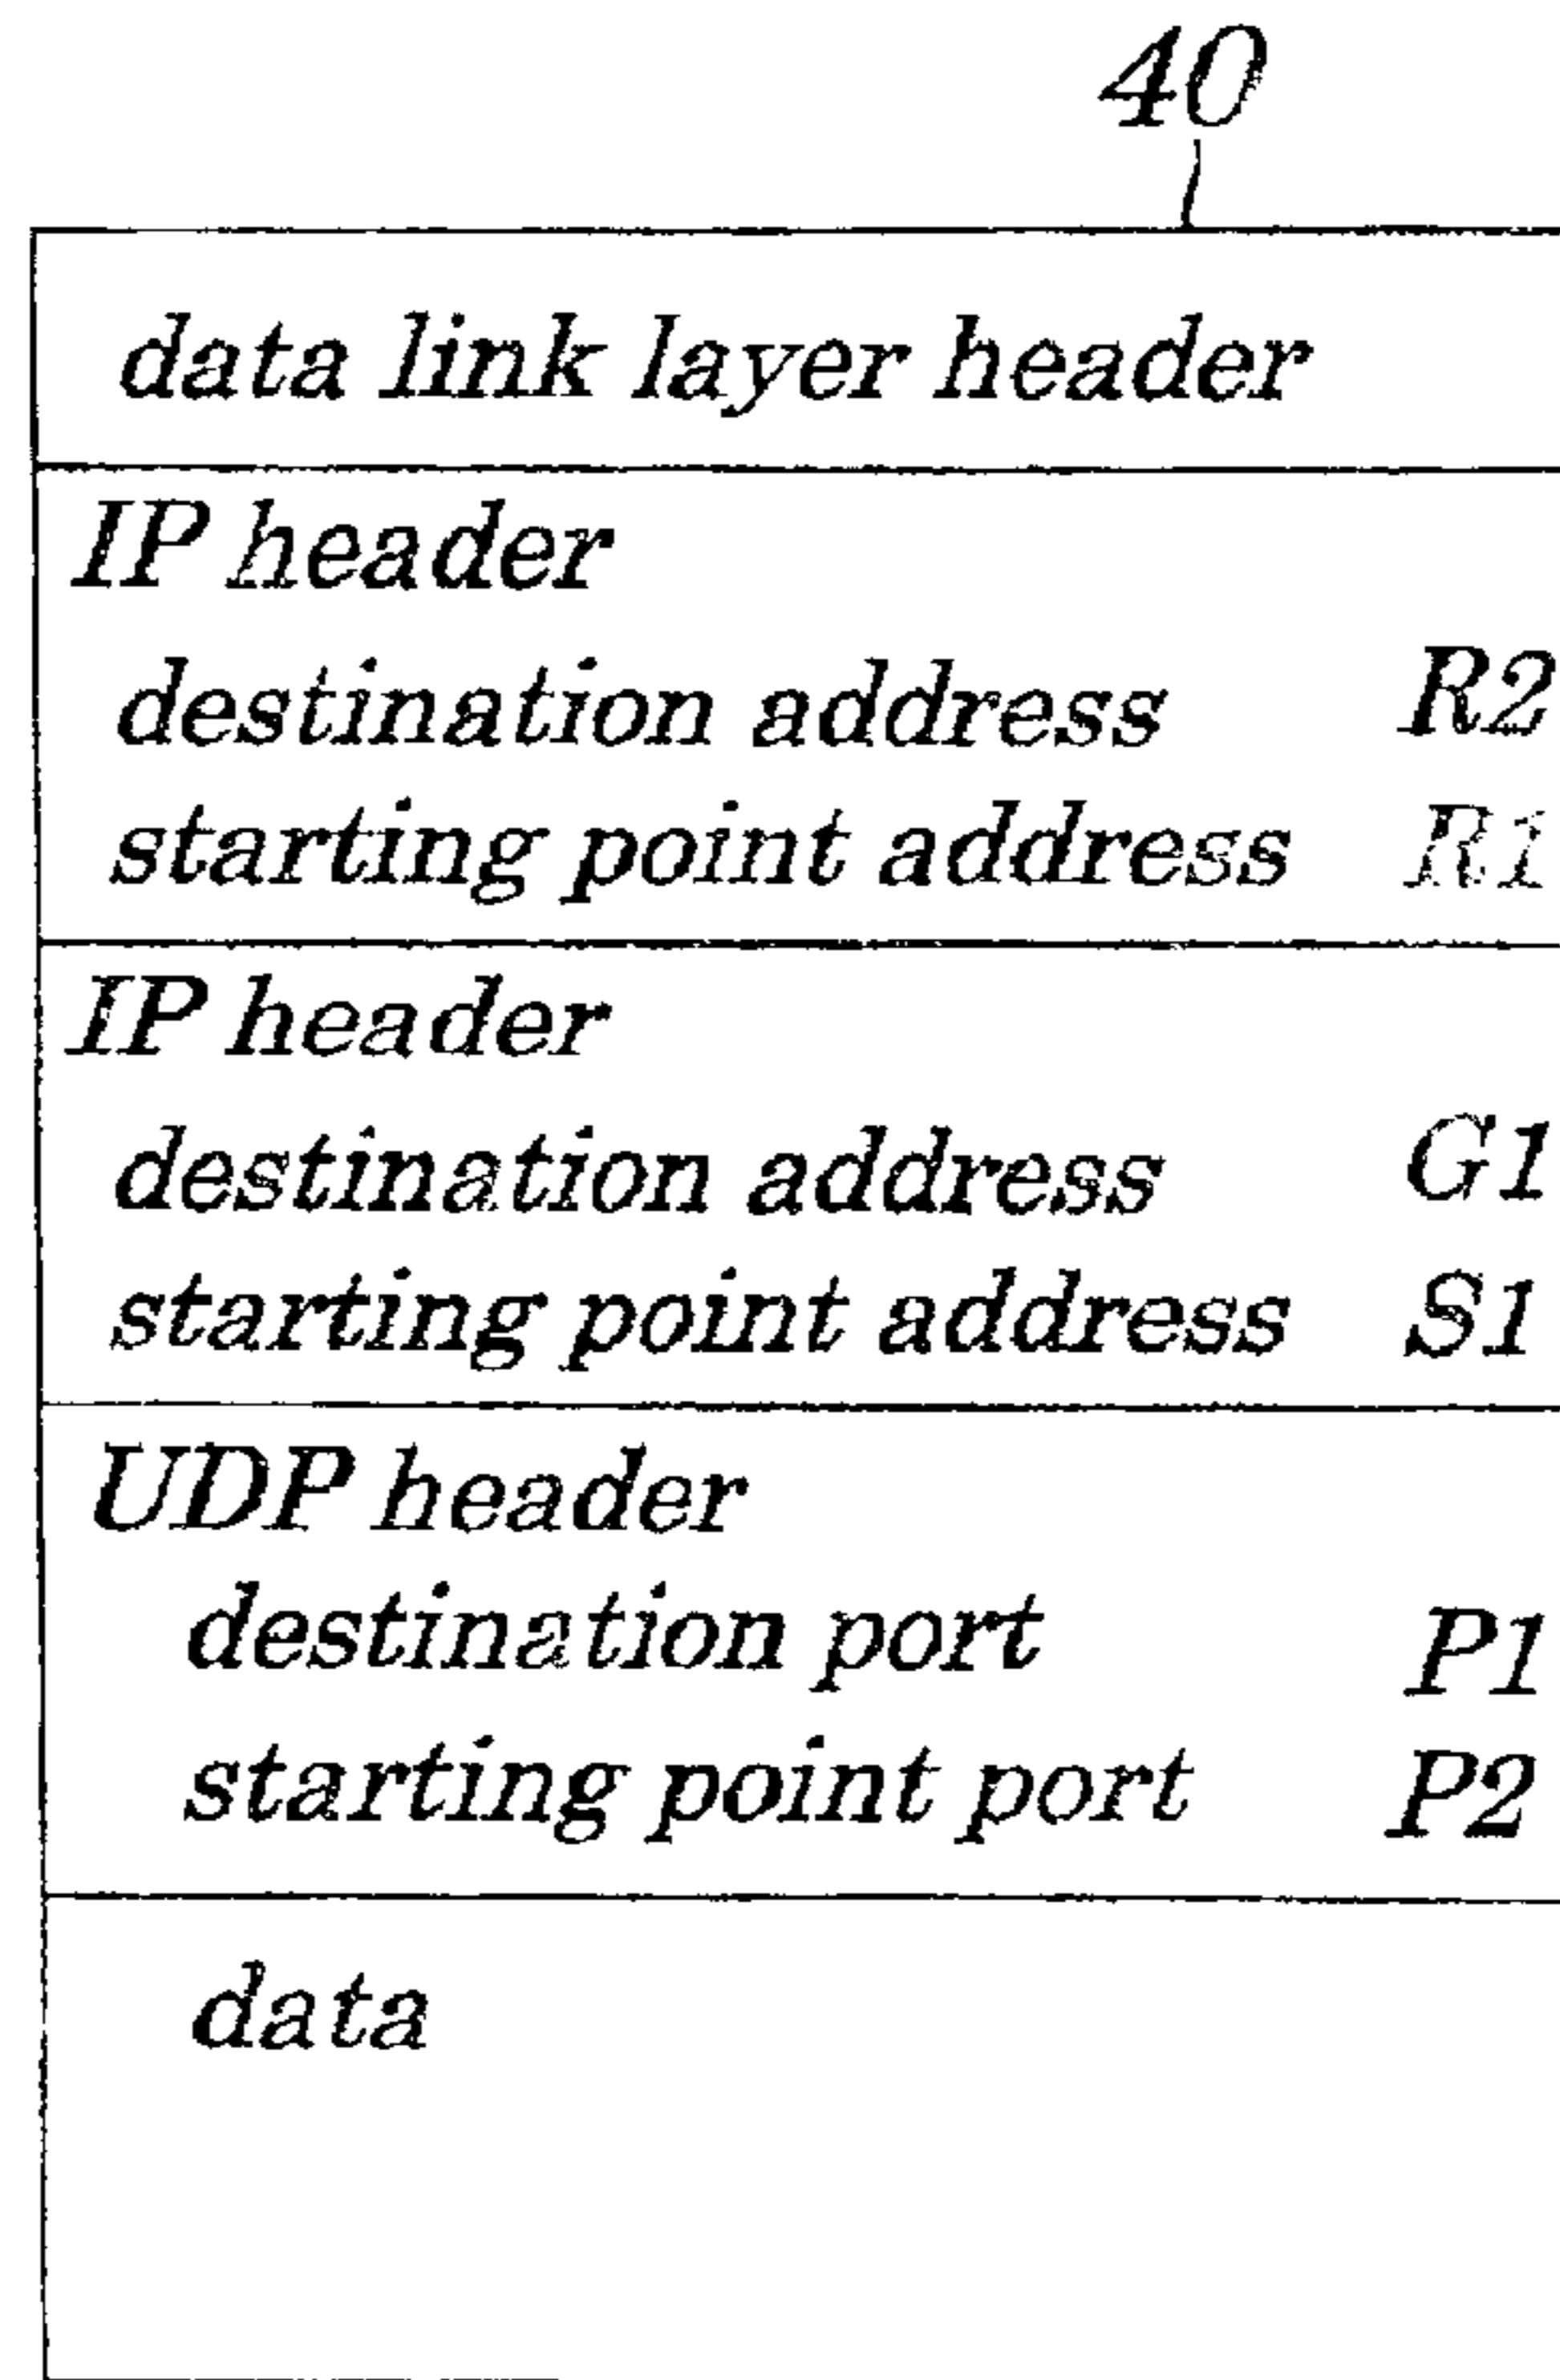 40
data link layer header
IP header
destination address R2
starting point address R1
IP header
destination address G1
starting point address S1
UDP header
destination port P1
starting point port P2
data